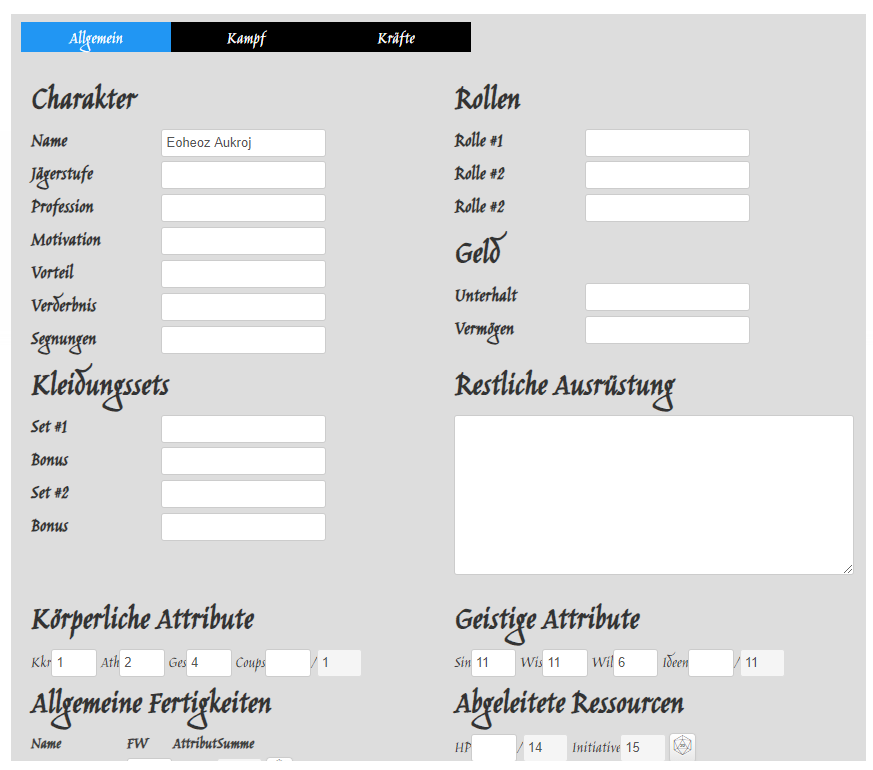 Allgemein Kampf Kräfte
Charakter
Name Eoheoz Aukroj
Jägerstufe
Profession
Motivation
Vorteil
Verderbnis
Segnungen
Rollen
Rolle #1
Rolle #2
Rolle #2
Geld
Unterhalt
Vermögen
Kleidungssets
Set #1
Bonus
Set #2
Bonus
Restliche Ausrüstung
Körperliche Attribute
Kkr 1 Ath 2 Ges 4 Coups / 1
Geistige Attribute
Sin 11 Wis 11 Wil 6 Ideen / 11
Allgemeine Fertigkeiten
Name FW Attribut Summe
Abgeleitete Ressourcen
HP / 14 Initiative 15